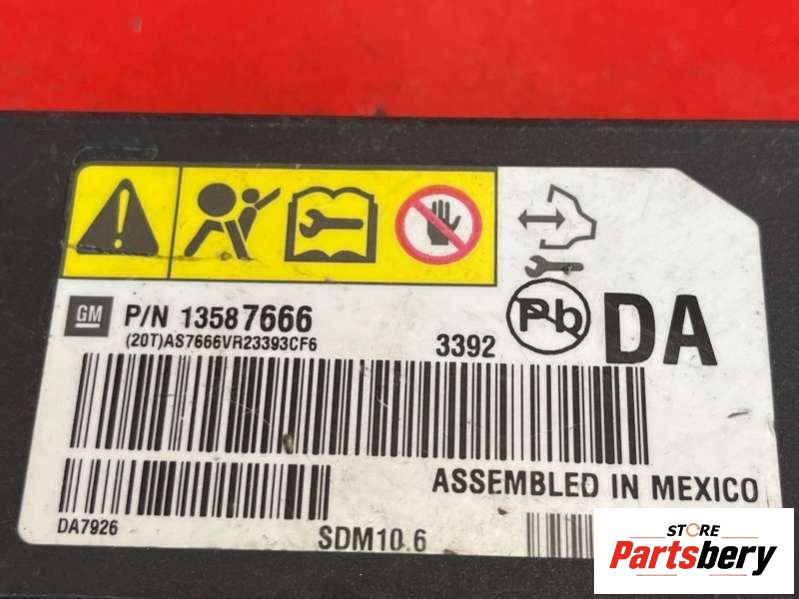 GM P/N 13587666
(20T)AS7666VR23393CF6
3392
Pb
DA
ASSEMBLED IN MEXICO
DA7926
SDM10.6
STORE
Partsbery